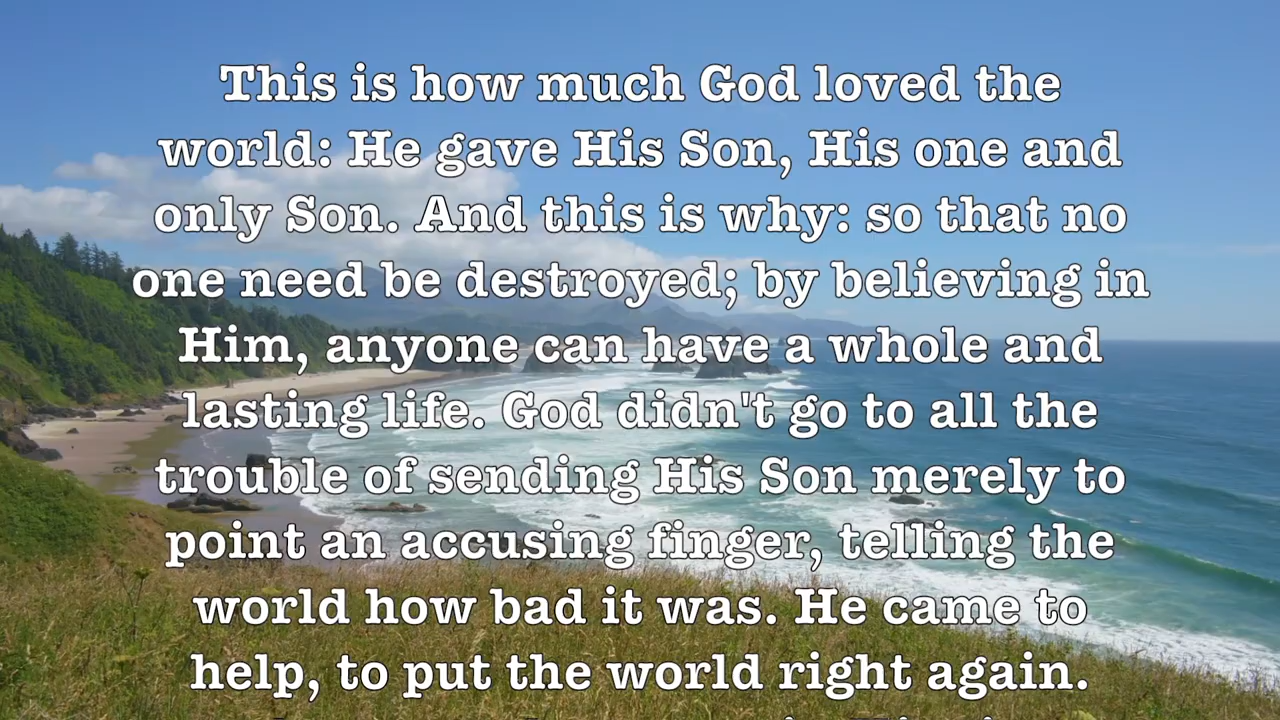 This is how much God loved the
world: He gave His Son, His one and
only Son. And this is why: so that no
one need be destroyed; by believing in
Him, anyone can have a whole and
lasting life. God didn't go to all the
trouble of sending His Son merely to
point an accusing finger, telling the
world how bad it was. He came to
help, to put the world right again.